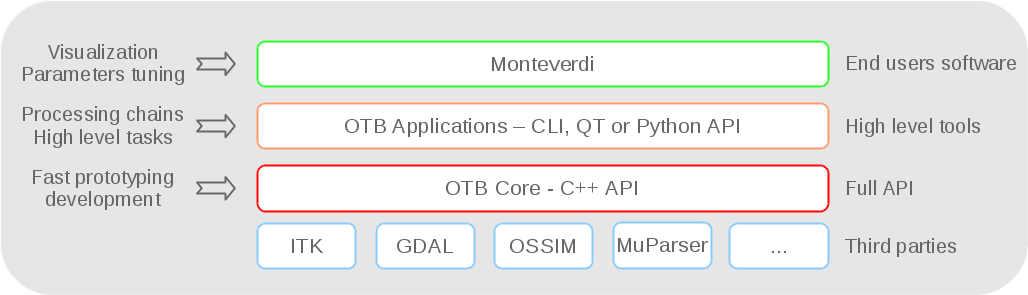 Visualization
Parameters tuning
Monteverdi
End users software
Processing chains
High level tasks
OTB Applications – CLI, QT or Python API
High level tools
Fast prototyping
development
OTB Core - C++ API
Full API
ITK
GDAL
OSSIM
MuParser
...
Third parties